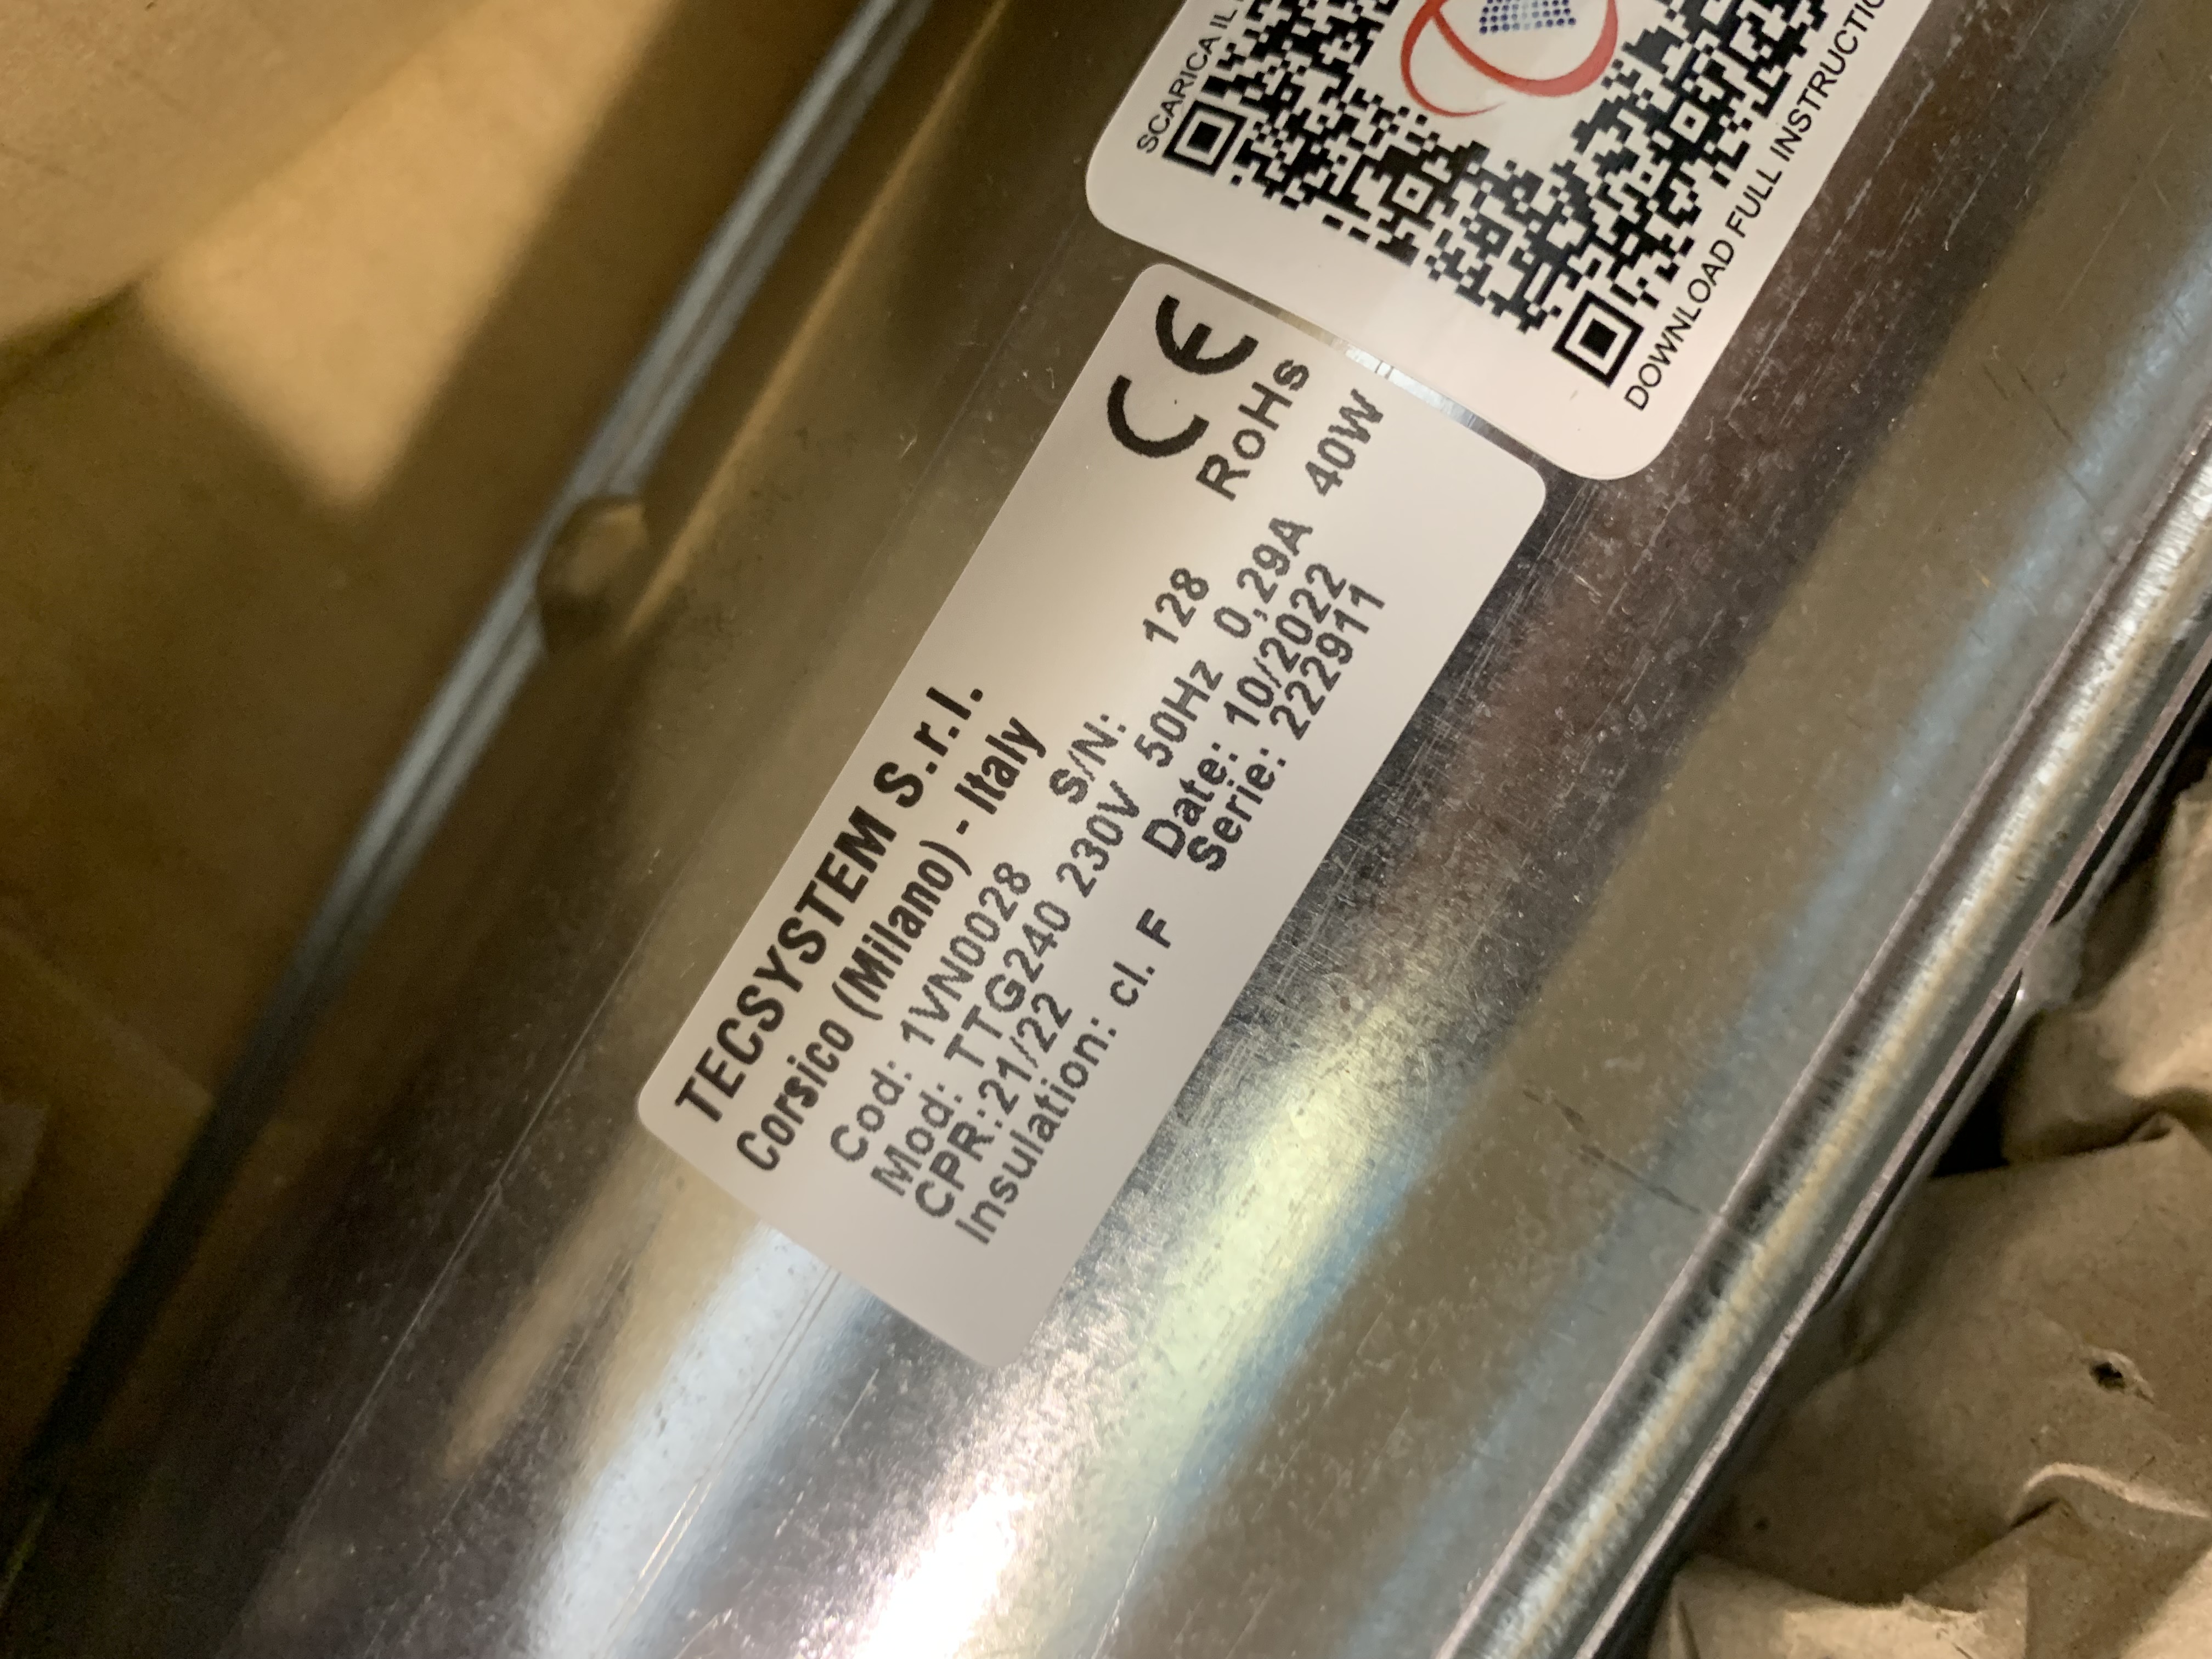 SCARICA IL
DOWNLOAD FULL INSTRUCTIO
CE
TECSYSTEM S.r.l.
Corsico (Milano) - Italy
RoHs
Cod: 1VN0028 S/N: 128
Mod: TTG240 230V 50Hz 0,29A 40W
CPR:21/22 Date: 10/2022
Insulation: cl. F Serie: 222911